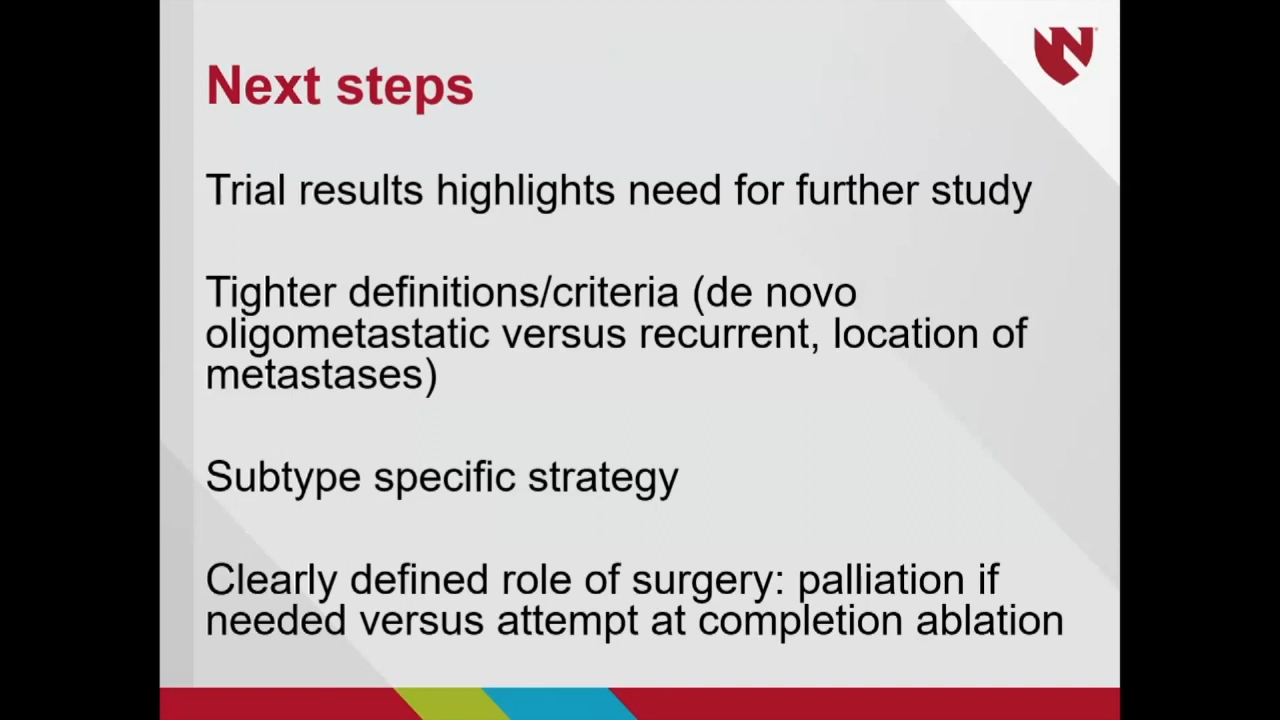 Next steps
Trial results highlights need for further study
Tighter definitions/criteria (de novo
oligometastatic versus recurrent, location of
metastases)
Subtype specific strategy
Clearly defined role of surgery: palliation if
needed versus attempt at completion ablation